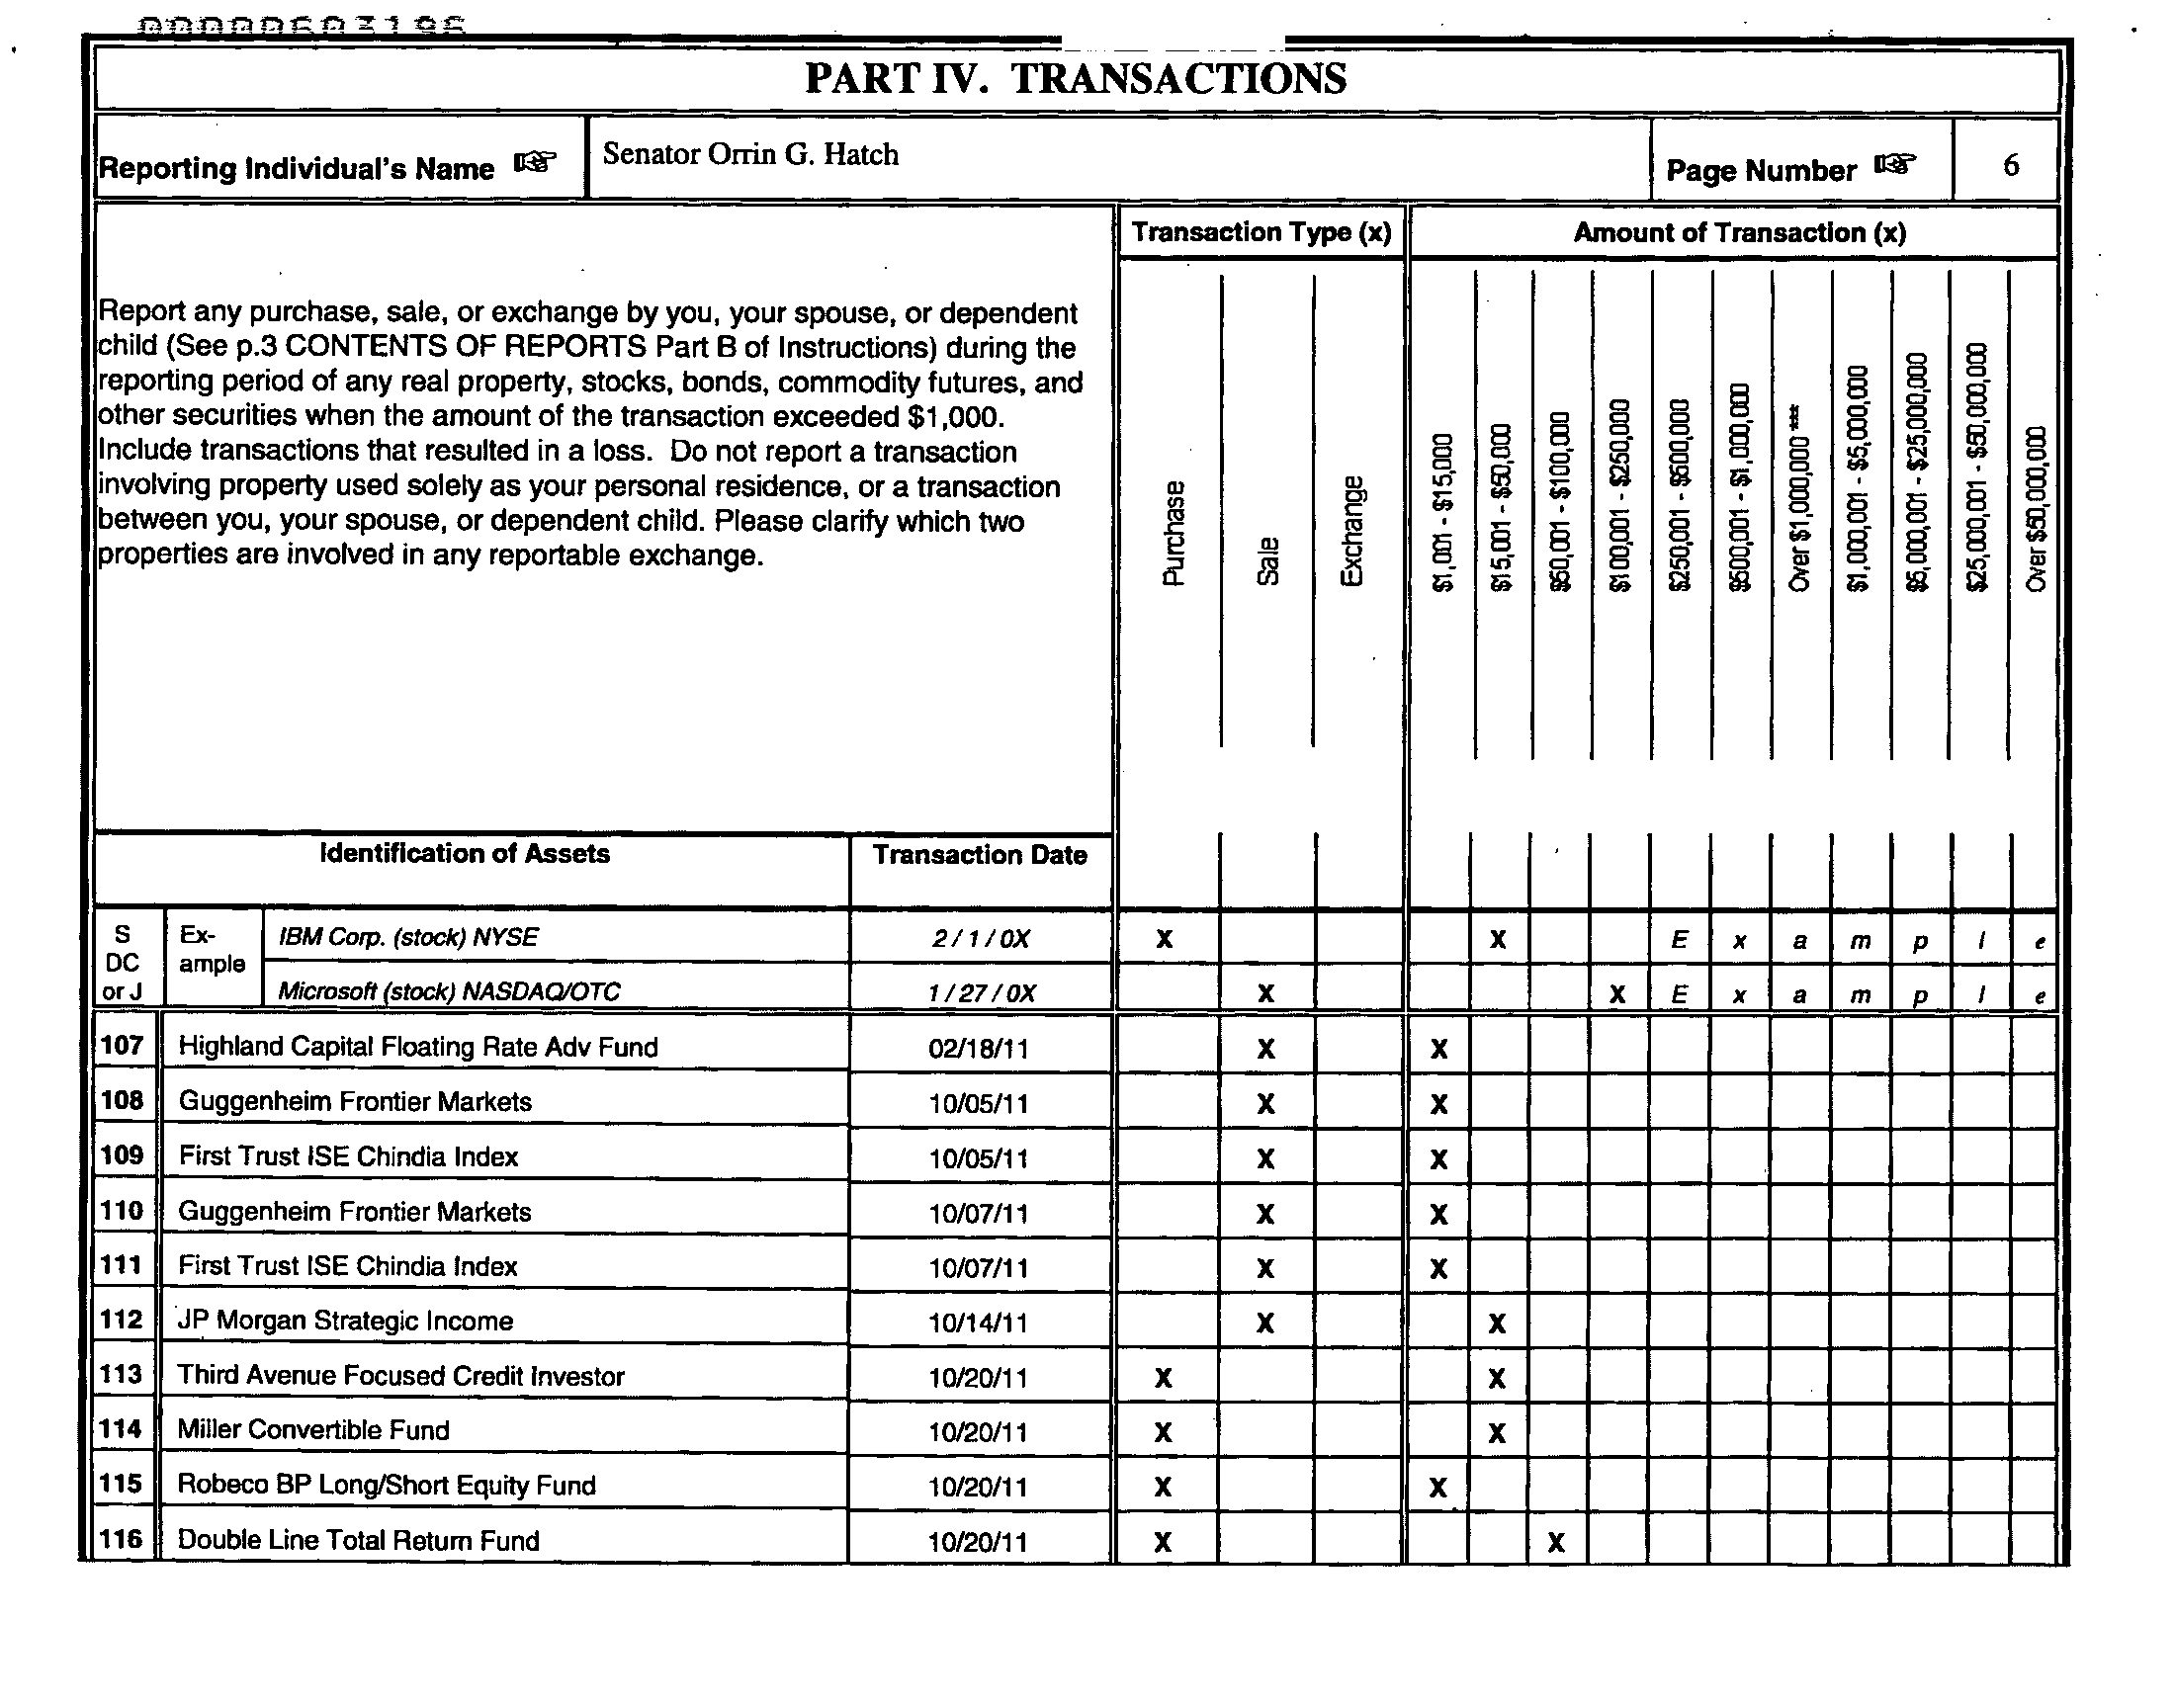 PART IV. TRANSACTIONS
Reporting Individual's Name
Senator Orrin G. Hatch
Page Number
6
Report any purchase, sale, or exchange by you, your spouse, or dependent
child (See p.3 CONTENTS OF REPORTS Part B of Instructions) during the
reporting period of any real property, stocks, bonds, commodity futures, and
other securities when the amount of the transaction exceeded $1,000.
Include transactions that resulted in a loss. Do not report a transaction
involving property used solely as your personal residence, or a transaction
between you, your spouse, or dependent child. Please clarify which two
properties are involved in any reportable exchange.
Transaction Type (x)
Amount of Transaction (x)
Purchase
Sale
Exchange
$1,001 - $15,000
$15,001 - $50,000
$50,001 - $100,000
$100,001 - $250,000
$250,001 - $500,000
$500,001 - $1,000,000
Over $1,000,000 ***
$1,000,001 - $5,000,000
$5,000,001 - $25,000,000
$25,000,001 - $50,000,000
Over $50,000,000
Identification of Assets
Transaction Date
S
DC
or J
Ex-
ample
IBM Corp. (stock) NYSE 2 / 1 / 0X X X E x a m p l e
Microsoft (stock) NASDAQ/OTC 1 / 27 / 0X X X E x a m p l e
107 Highland Capital Floating Rate Adv Fund 02/18/11 X X
108 Guggenheim Frontier Markets 10/05/11 X X
109 First Trust ISE Chindia Index 10/05/11 X X
110 Guggenheim Frontier Markets 10/07/11 X X
111 First Trust ISE Chindia Index 10/07/11 X X
112 JP Morgan Strategic Income 10/14/11 X X
113 Third Avenue Focused Credit Investor 10/20/11 X X
114 Miller Convertible Fund 10/20/11 X X
115 Robeco BP Long/Short Equity Fund 10/20/11 X X
116 Double Line Total Return Fund 10/20/11 X X